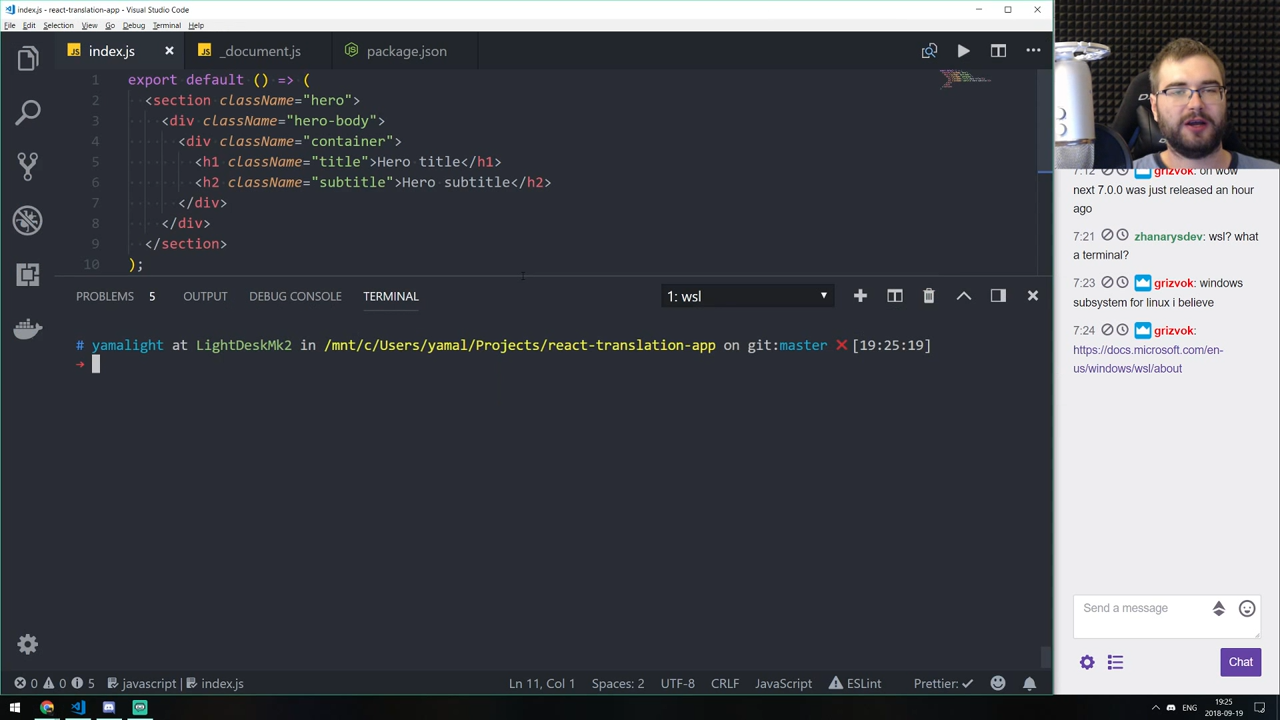 index.js - react-translation-app - Visual Studio Code
File Edit Selection View Go Debug Terminal Help
index.js
_document.js
package.json
1 export default () => (
2 <section className="hero">
3 <div className="hero-body">
4 <div className="container">
5 <h1 className="title">Hero title</h1>
6 <h2 className="subtitle">Hero subtitle</h2>
7 </div>
8 </div>
9 </section>
10 );
PROBLEMS 5 OUTPUT DEBUG CONSOLE TERMINAL 1: wsl
# yamalight at LightDeskMk2 in /mnt/c/Users/yamal/Projects/react-translation-app on git:master ❌ [19:25:19]
→
0 0 5 javascript | index.js Ln 11, Col 1 Spaces: 2 UTF-8 CRLF JavaScript ESLint Prettier: ✓
7:12 grizvok: oh wow
next 7.0.0 was just released an hour
ago
7:21 zhanarysdev: wsl? what
a terminal?
7:23 grizvok: windows
subsystem for linux i believe
7:24 grizvok:
https://docs.microsoft.com/en-
us/windows/wsl/about
Send a message
Chat
ENG
19:25
2018-09-19